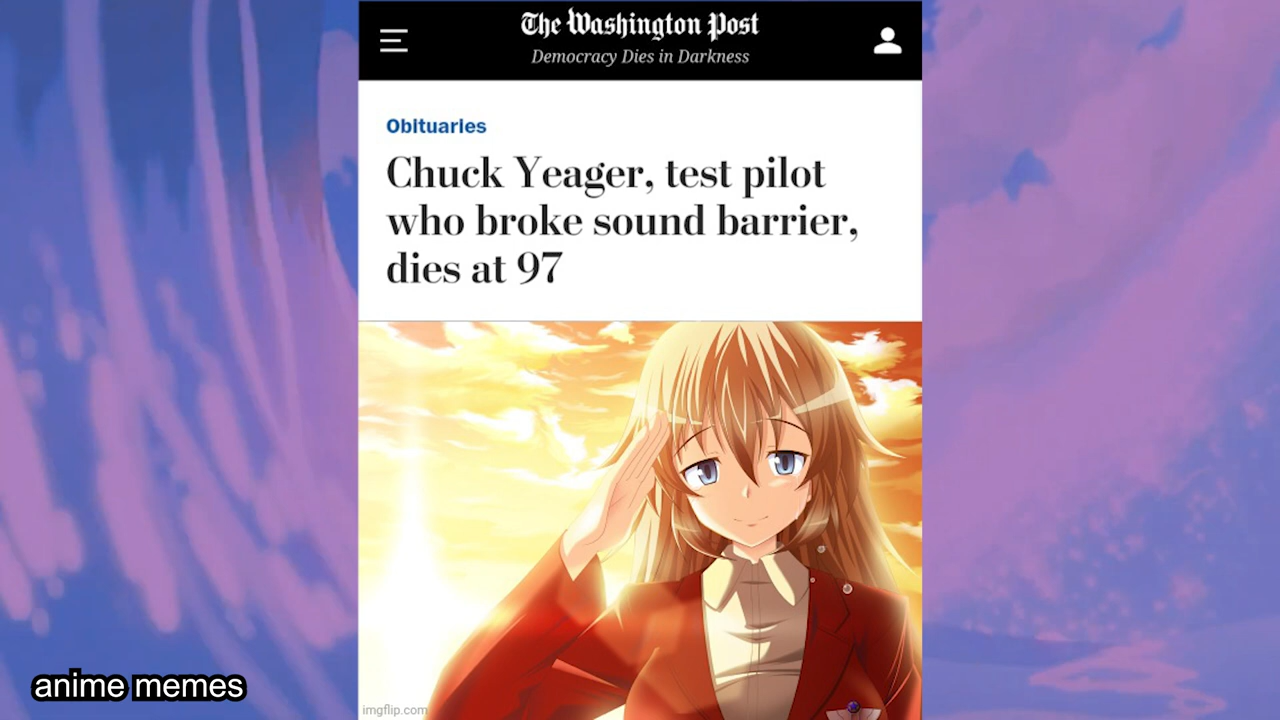 The Washington Post
Democracy Dies in Darkness
Obituaries
Chuck Yeager, test pilot
who broke sound barrier,
dies at 97
anime memes
imgflip.com